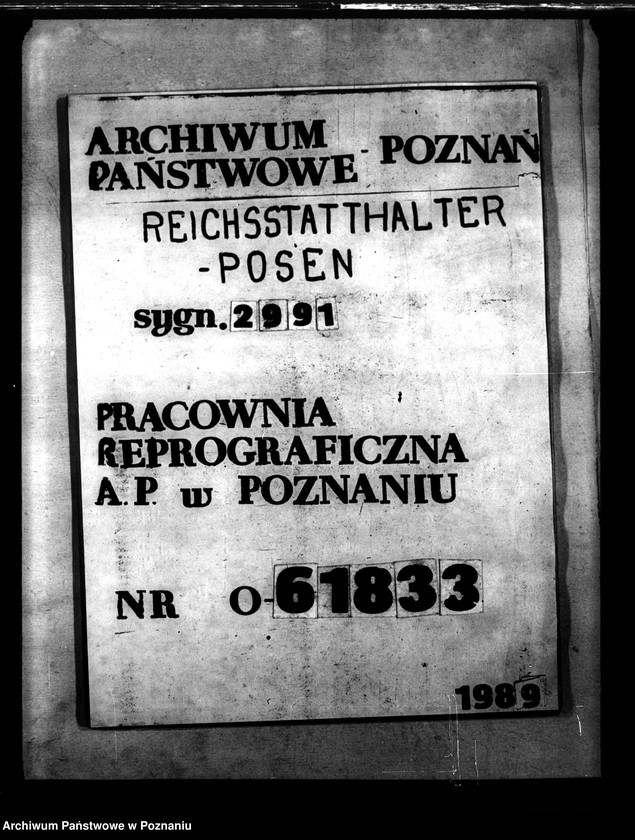 ARCHIWUM
PAŃSTWOWE - POZNAŃ
REICHSSTATTHALTER
-POSEN
sygn. 2991
PRACOWNIA
REPROGRAFICZNA
A.P. w POZNANIU
NR O-61833
1989
Archiwum Państwowe w Poznaniu